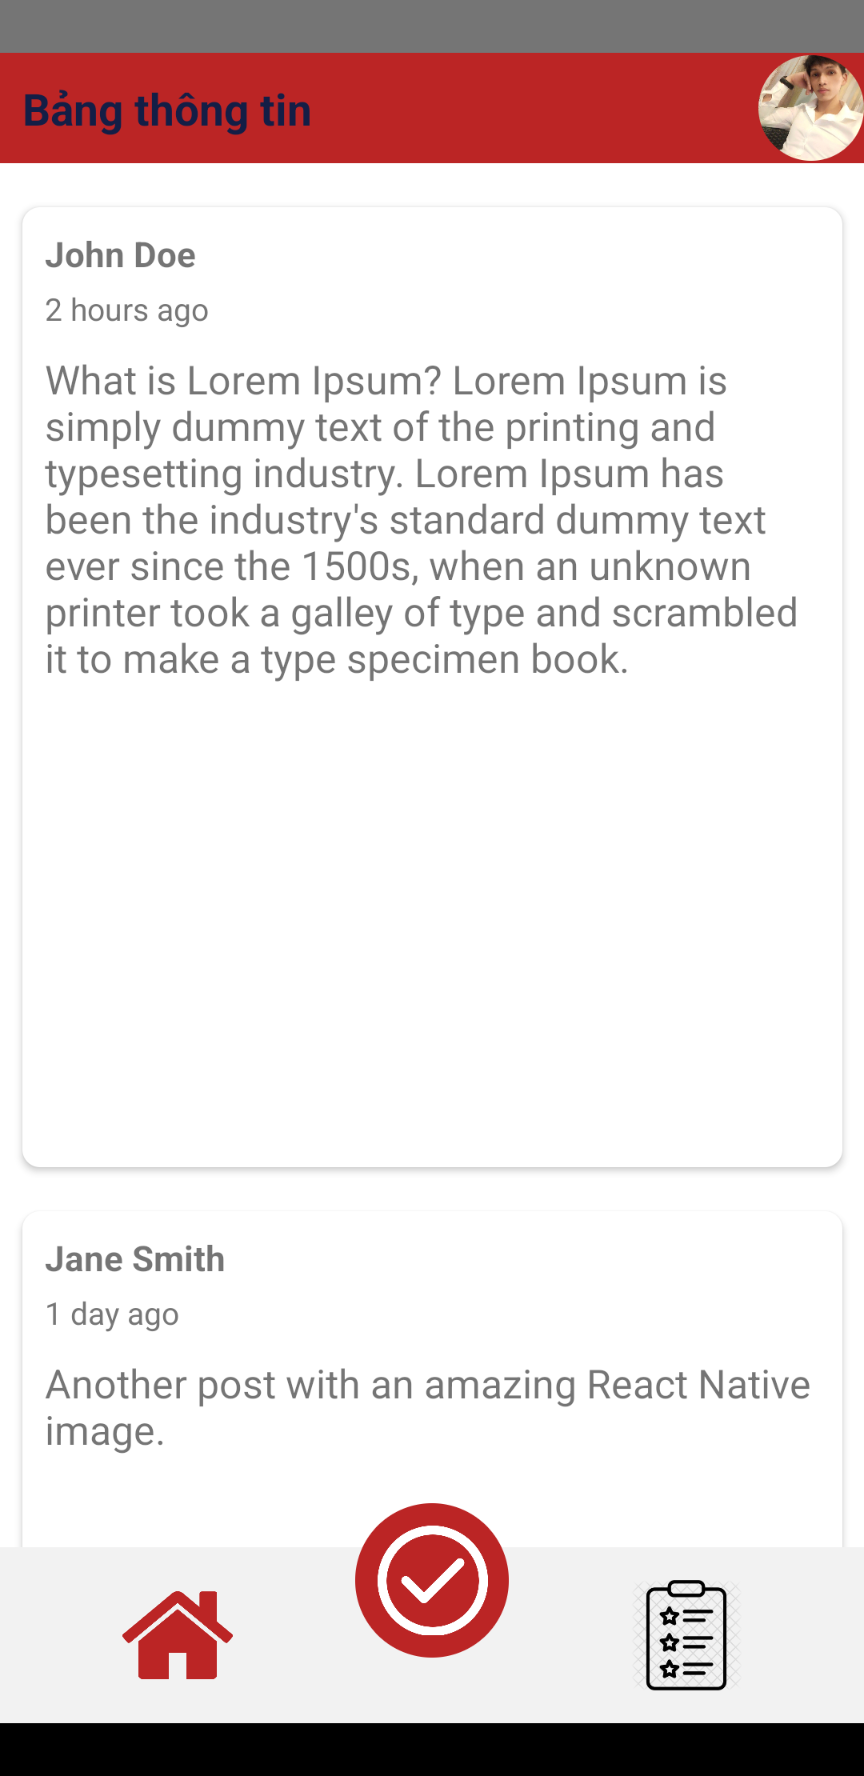 Bảng thông tin
John Doe
2 hours ago
What is Lorem Ipsum? Lorem Ipsum is
simply dummy text of the printing and
typesetting industry. Lorem Ipsum has
been the industry's standard dummy text
ever since the 1500s, when an unknown
printer took a galley of type and scrambled
it to make a type specimen book.
Jane Smith
1 day ago
Another post with an amazing React Native
image.